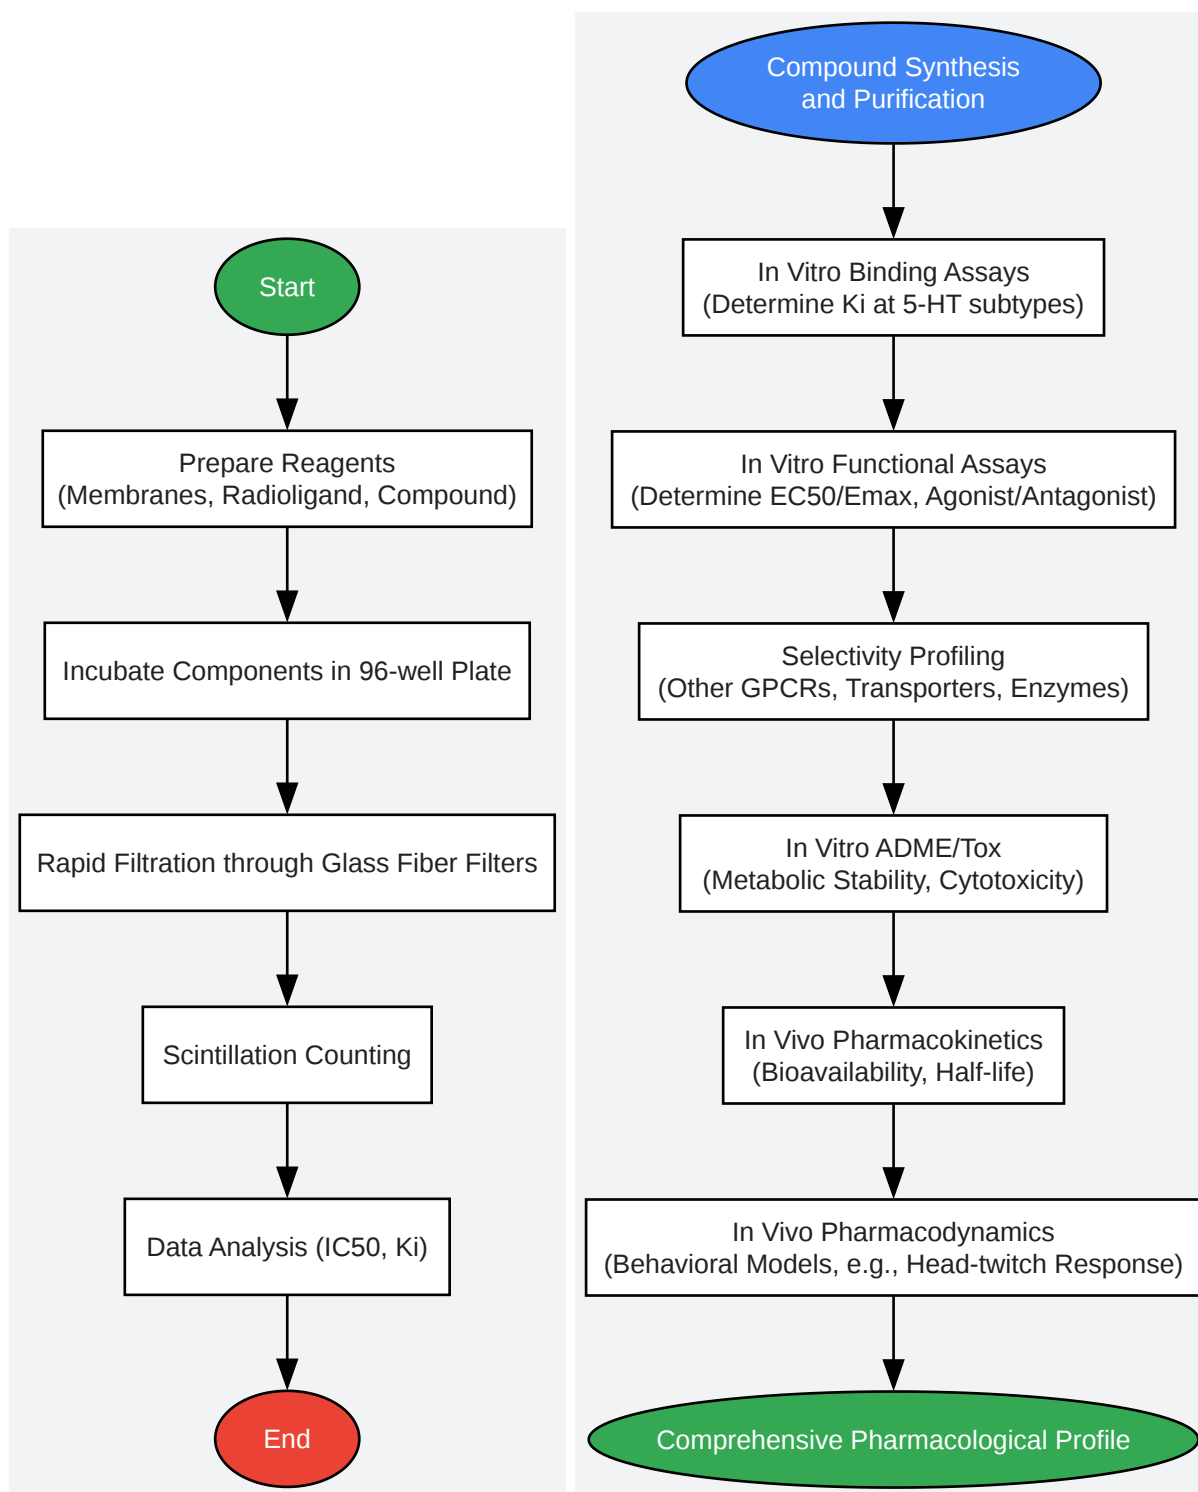 Start
Prepare Reagents
(Membranes, Radioligand, Compound)
Incubate Components in 96-well Plate
Rapid Filtration through Glass Fiber Filters
Scintillation Counting
Data Analysis (IC50, Ki)
End
Compound Synthesis
and Purification
In Vitro Binding Assays
(Determine Ki at 5-HT subtypes)
In Vitro Functional Assays
(Determine EC50/Emax, Agonist/Antagonist)
Selectivity Profiling
(Other GPCRs, Transporters, Enzymes)
In Vitro ADME/Tox
(Metabolic Stability, Cytotoxicity)
In Vivo Pharmacokinetics
(Bioavailability, Half-life)
In Vivo Pharmacodynamics
(Behavioral Models, e.g., Head-twitch Response)
Comprehensive Pharmacological Profile